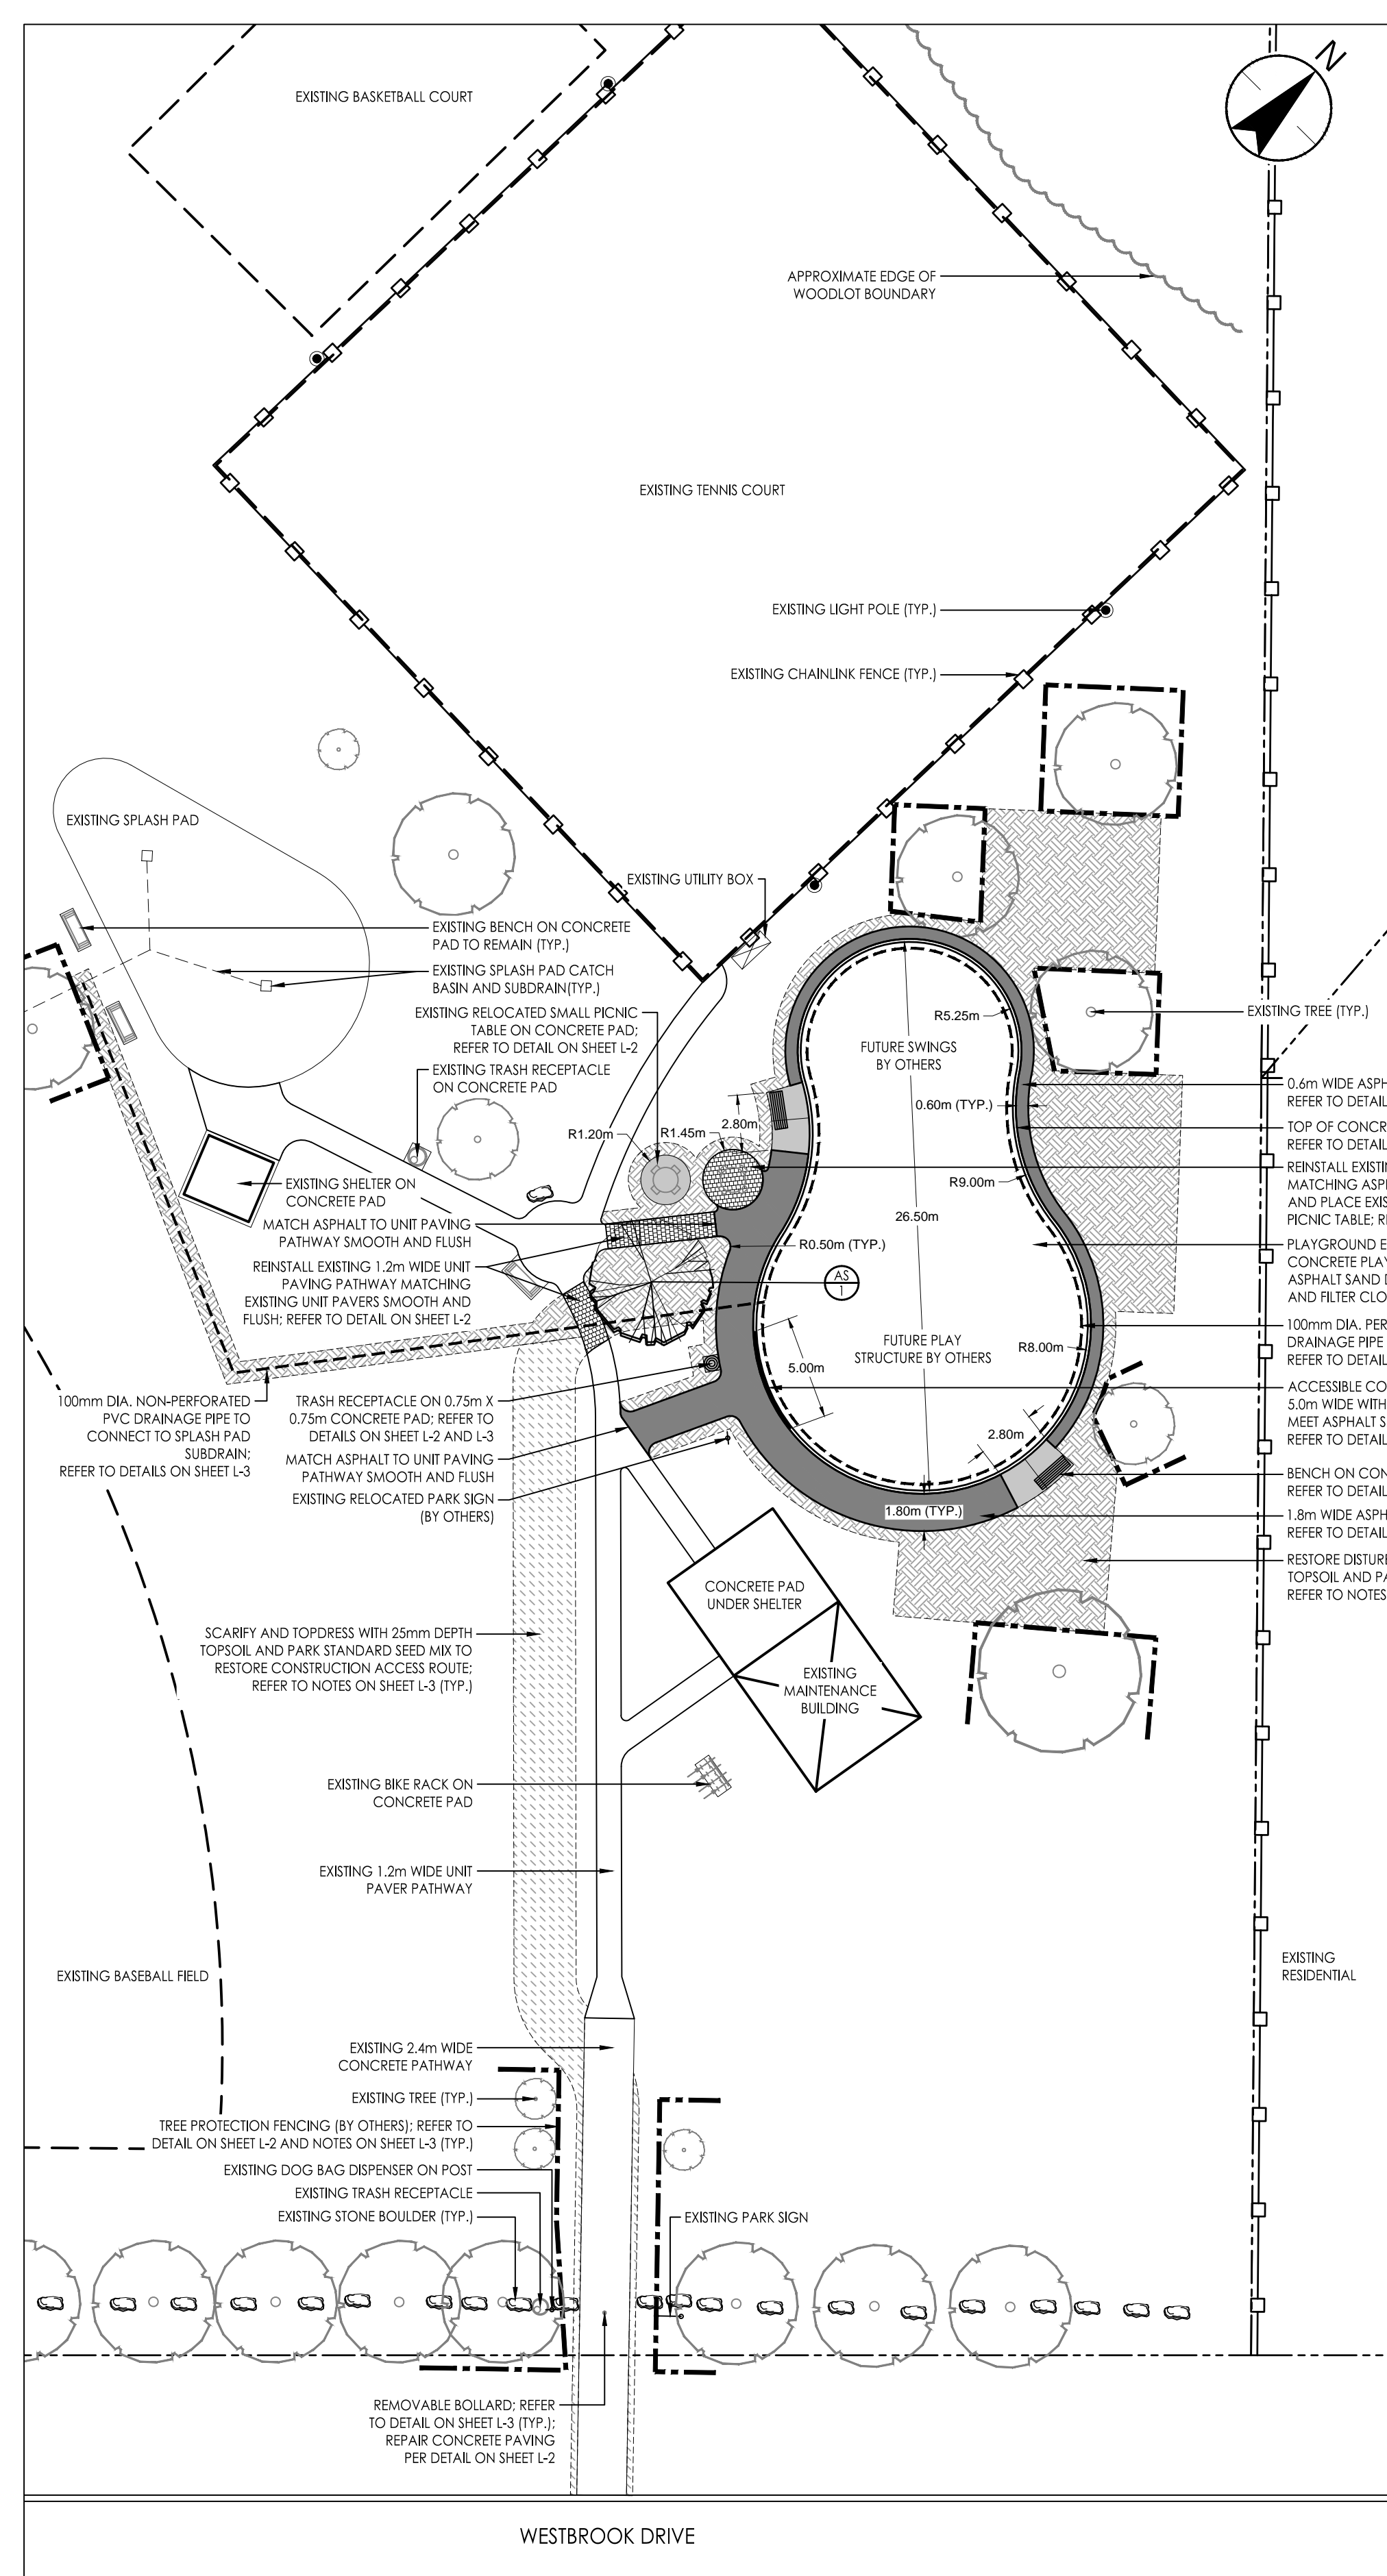 N
EXISTING BASKETBALL COURT
APPROXIMATE EDGE OF
WOODLOT BOUNDARY
EXISTING TENNIS COURT
EXISTING LIGHT POLE (TYP.)
EXISTING CHAINLINK FENCE (TYP.)
EXISTING SPLASH PAD
EXISTING UTILITY BOX
EXISTING BENCH ON CONCRETE
PAD TO REMAIN (TYP.)
EXISTING SPLASH PAD CATCH
BASIN AND SUBDRAIN(TYP.)
EXISTING RELOCATED SMALL PICNIC
TABLE ON CONCRETE PAD;
REFER TO DETAIL ON SHEET L-2
EXISTING TRASH RECEPTACLE
ON CONCRETE PAD
R1.20m
R1.45m
2.80m
R5.25m
FUTURE SWINGS
BY OTHERS
0.60m (TYP.)
R9.00m
26.50m
R0.50m (TYP.)
AS
1
FUTURE PLAY
STRUCTURE BY OTHERS
R8.00m
5.00m
2.80m
1.80m (TYP.)
EXISTING TREE (TYP.)
0.6m WIDE ASPH
REFER TO DETAIL
TOP OF CONCR
REFER TO DETAIL
REINSTALL EXISTIN
MATCHING ASP
AND PLACE EXIS
PICNIC TABLE; R
PLAYGROUND E
CONCRETE PLAY
ASPHALT SAND
AND FILTER CLO
100mm DIA. PER
DRAINAGE PIPE
REFER TO DETAIL
ACCESSIBLE CO
5.0m WIDE WITH
MEET ASPHALT S
REFER TO DETAIL
BENCH ON CON
REFER TO DETAIL
1.8m WIDE ASPH
REFER TO DETAIL
RESTORE DISTURB
TOPSOIL AND PA
REFER TO NOTES
EXISTING SHELTER ON
CONCRETE PAD
MATCH ASPHALT TO UNIT PAVING
PATHWAY SMOOTH AND FLUSH
REINSTALL EXISTING 1.2m WIDE UNIT
PAVING PATHWAY MATCHING
EXISTING UNIT PAVERS SMOOTH AND
FLUSH; REFER TO DETAIL ON SHEET L-2
100mm DIA. NON-PERFORATED
PVC DRAINAGE PIPE TO
CONNECT TO SPLASH PAD
SUBDRAIN;
REFER TO DETAILS ON SHEET L-3
TRASH RECEPTACLE ON 0.75m X
0.75m CONCRETE PAD; REFER TO
DETAILS ON SHEET L-2 AND L-3
MATCH ASPHALT TO UNIT PAVING
PATHWAY SMOOTH AND FLUSH
EXISTING RELOCATED PARK SIGN
(BY OTHERS)
CONCRETE PAD
UNDER SHELTER
EXISTING
MAINTENANCE
BUILDING
SCARIFY AND TOPDRESS WITH 25mm DEPTH
TOPSOIL AND PARK STANDARD SEED MIX TO
RESTORE CONSTRUCTION ACCESS ROUTE;
REFER TO NOTES ON SHEET L-3 (TYP.)
EXISTING BIKE RACK ON
CONCRETE PAD
EXISTING 1.2m WIDE UNIT
PAVER PATHWAY
EXISTING BASEBALL FIELD
EXISTING
RESIDENTIAL
EXISTING 2.4m WIDE
CONCRETE PATHWAY
EXISTING TREE (TYP.)
TREE PROTECTION FENCING (BY OTHERS); REFER TO
DETAIL ON SHEET L-2 AND NOTES ON SHEET L-3 (TYP.)
EXISTING DOG BAG DISPENSER ON POST
EXISTING TRASH RECEPTACLE
EXISTING STONE BOULDER (TYP.)
EXISTING PARK SIGN
REMOVABLE BOLLARD; REFER
TO DETAIL ON SHEET L-3 (TYP.);
REPAIR CONCRETE PAVING
PER DETAIL ON SHEET L-2
WESTBROOK DRIVE